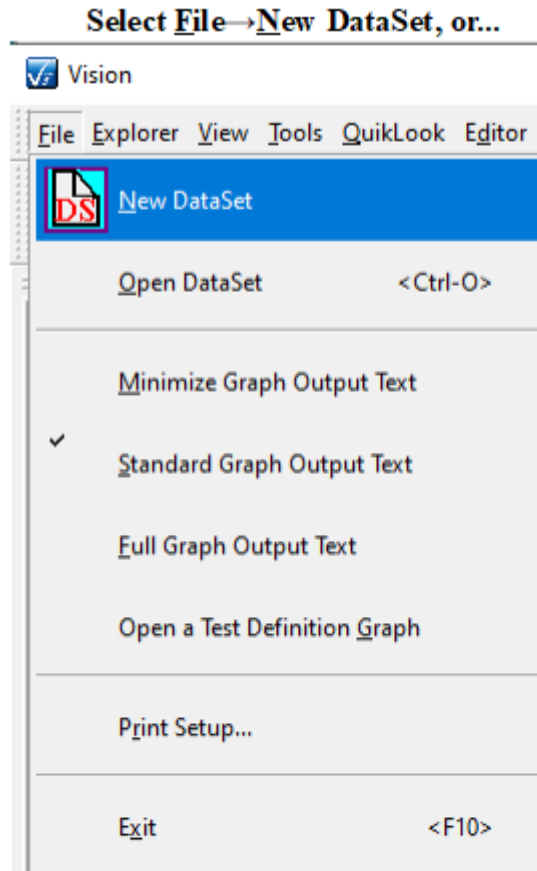 Select File→New DataSet, or...
Vision
File Explorer View Tools QuikLook Editor
DS New DataSet
Open DataSet <Ctrl-O>
Minimize Graph Output Text
Standard Graph Output Text
Full Graph Output Text
Open a Test Definition Graph
Print Setup...
Exit <F10>